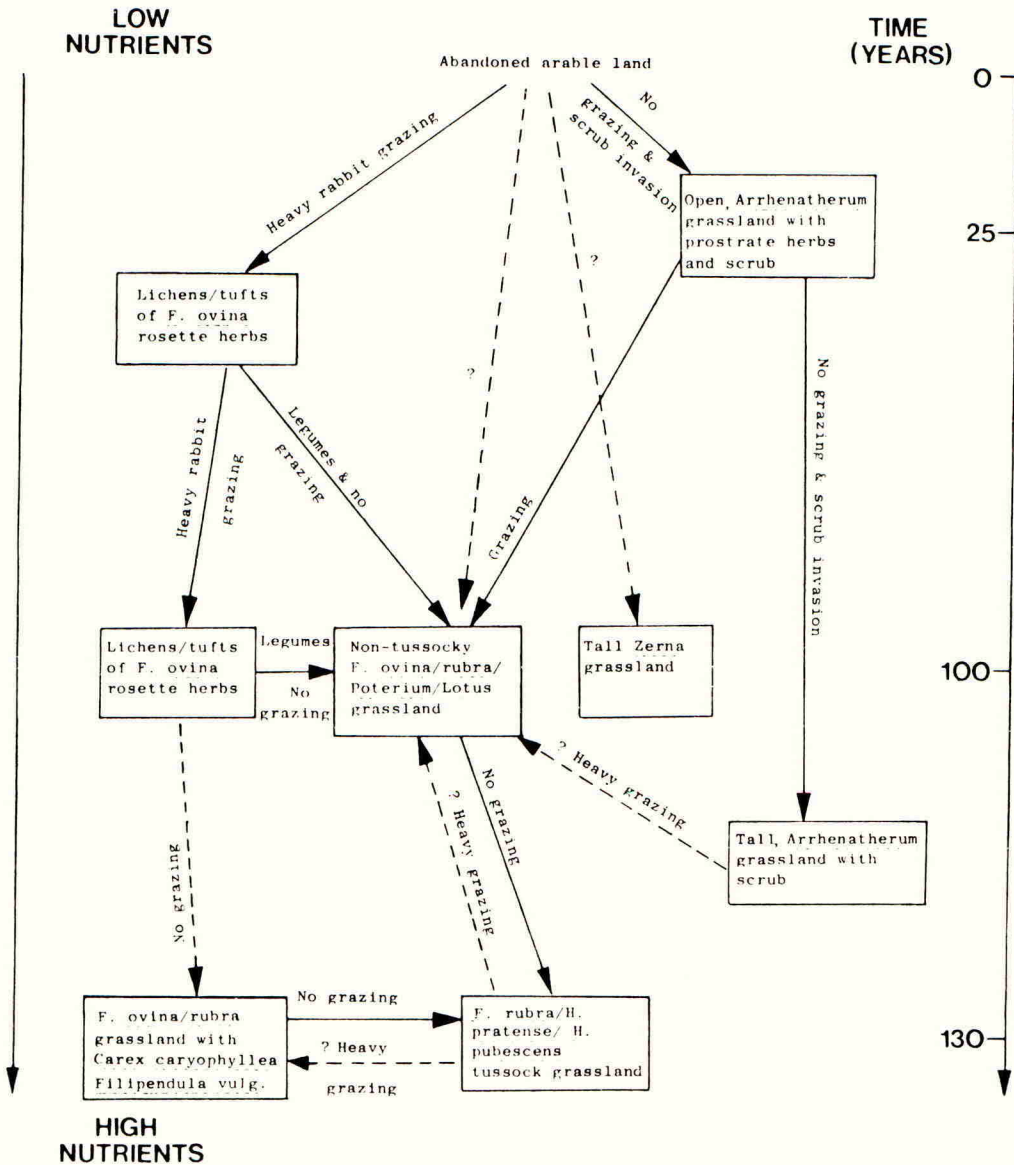 LOW
NUTRIENTS
TIME
(YEARS)
Abandoned arable land
0
Heavy rabbit grazing
No
grazing &
scrub invasion
Open, Arrhenatherum
grassland with
prostrate herbs
and scrub
25
?
?
Lichens/tufts
of F. ovina
rosette herbs
Heavy rabbit
grazing
Legumes & no
grazing
Grazing
No grazing & scrub invasion
Lichens/tufts
of F. ovina
rosette herbs
Legumes
No
grazing
Non-tussocky
F. ovina/rubra/
Poterium/Lotus
grassland
Tall Zerna
grassland
100
No grazing
? Heavy grazing
No grazing
? Heavy grazing
Tall, Arrhenatherum
grassland with
scrub
F. ovina/rubra
grassland with
Carex caryophyllea
Filipendula vulg.
No grazing
? Heavy
grazing
F. rubra/H.
pratense/ H.
pubescens
tussock grassland
130
HIGH
NUTRIENTS